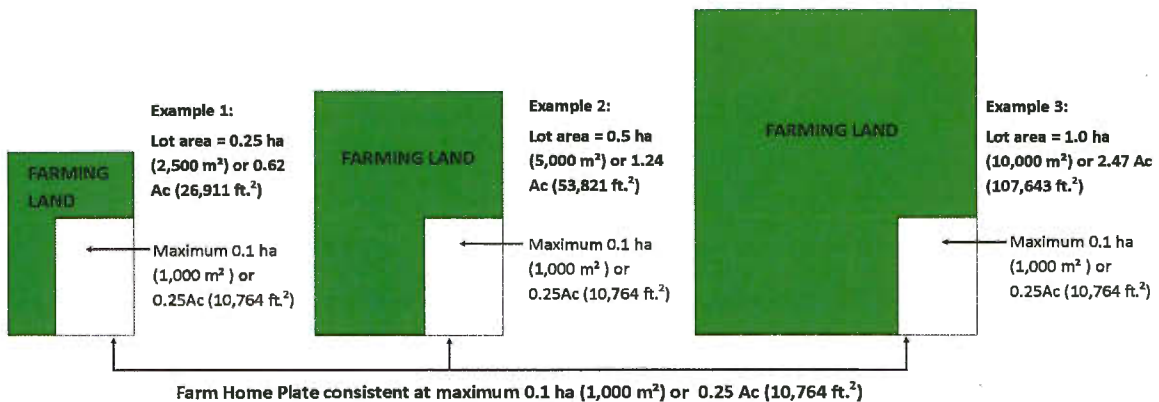 Example 1:
Lot area = 0.25 ha
(2,500 m²) or 0.62
Ac (26,911 ft.²)
FARMING
LAND
Maximum 0.1 ha
(1,000 m² ) or
0.25Ac (10,764 ft.²)
Example 2:
Lot area = 0.5 ha
(5,000 m²) or 1.24
Ac (53,821 ft.²)
FARMING LAND
Maximum 0.1 ha
(1,000 m² ) or
0.25Ac (10,764 ft.²)
Example 3:
Lot area = 1.0 ha
(10,000 m²) or 2.47 Ac
(107,643 ft.²)
FARMING LAND
Maximum 0.1 ha
(1,000 m² ) or
0.25Ac (10,764 ft.²)
Farm Home Plate consistent at maximum 0.1 ha (1,000 m²) or 0.25 Ac (10,764 ft.²)